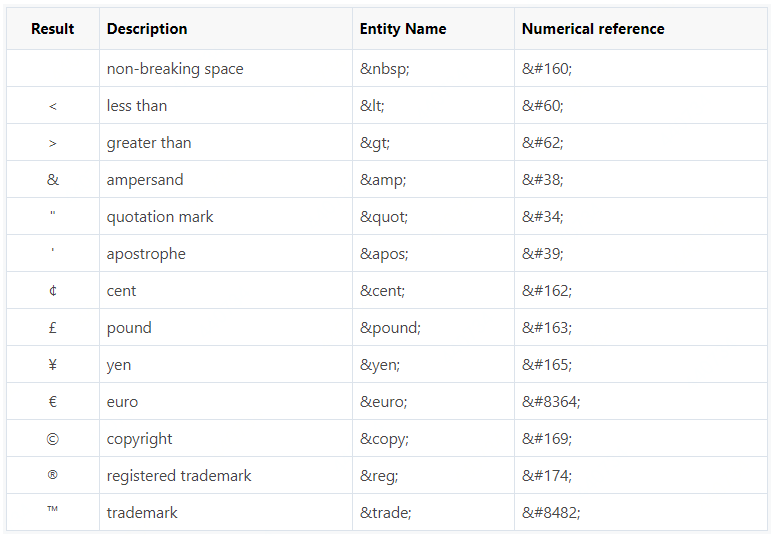 Result Description Entity Name Numerical reference
non-breaking space &nbsp; &#160;
< less than &lt; &#60;
> greater than &gt; &#62;
& ampersand &amp; &#38;
" quotation mark &quot; &#34;
' apostrophe &apos; &#39;
¢ cent &cent; &#162;
£ pound &pound; &#163;
¥ yen &yen; &#165;
€ euro &euro; &#8364;
© copyright &copy; &#169;
® registered trademark &reg; &#174;
™ trademark &trade; &#8482;